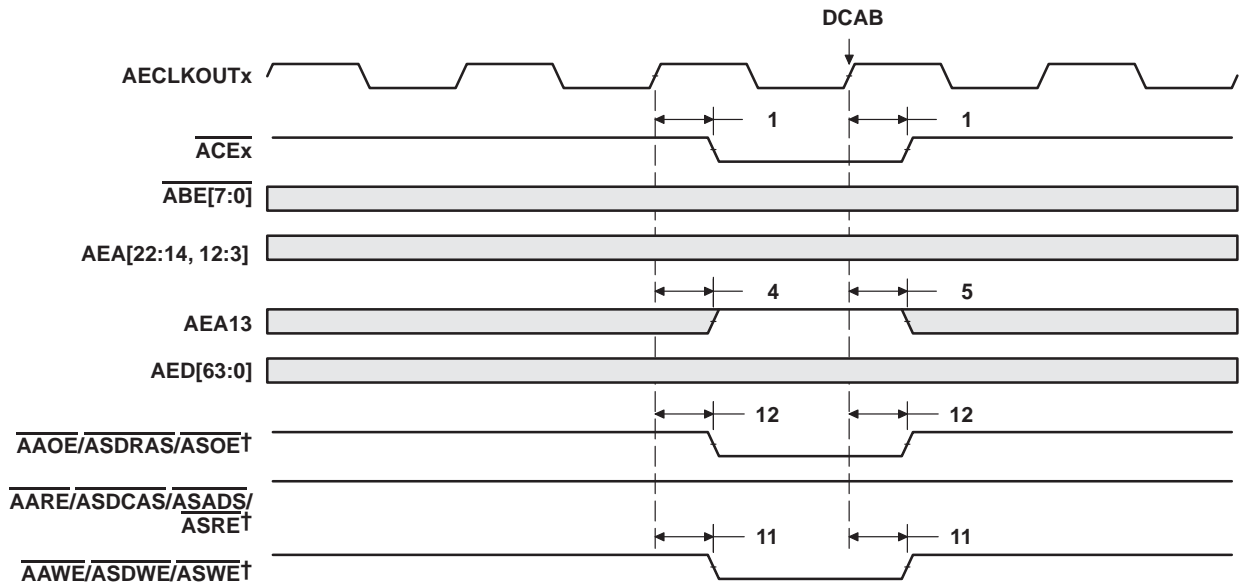 DCAB
AECLKOUTx
1 1
ACEx
ABE[7:0]
AEA[22:14, 12:3]
4 5
AEA13
AED[63:0]
12 12
AAOE/ASDRAS/ASOE†
AARE/ASDCAS/ASADS/
ASRE†
11 11
AAWE/ASDWE/ASWE†